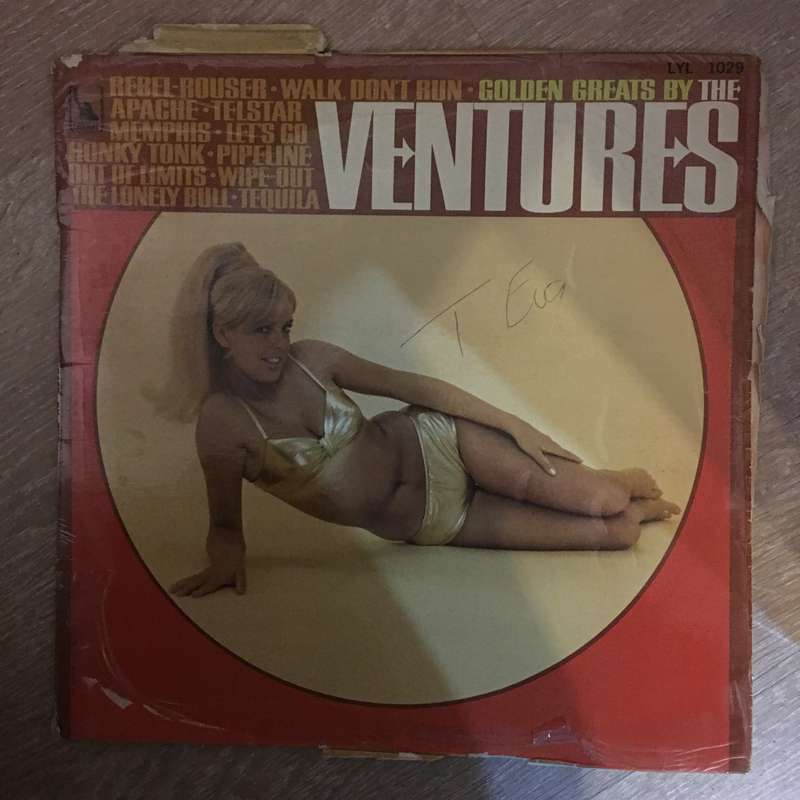 LYL 1029
REBEL-ROUSER · WALK DON'T RUN · GOLDEN GREATS BY THE
APACHE · TELSTAR
MEMPHIS · LET'S GO
HONKY TONK · PIPELINE
OUT OF LIMITS · WIPE-OUT
THE LONELY BULL · TEQUILA
VENTURES
T